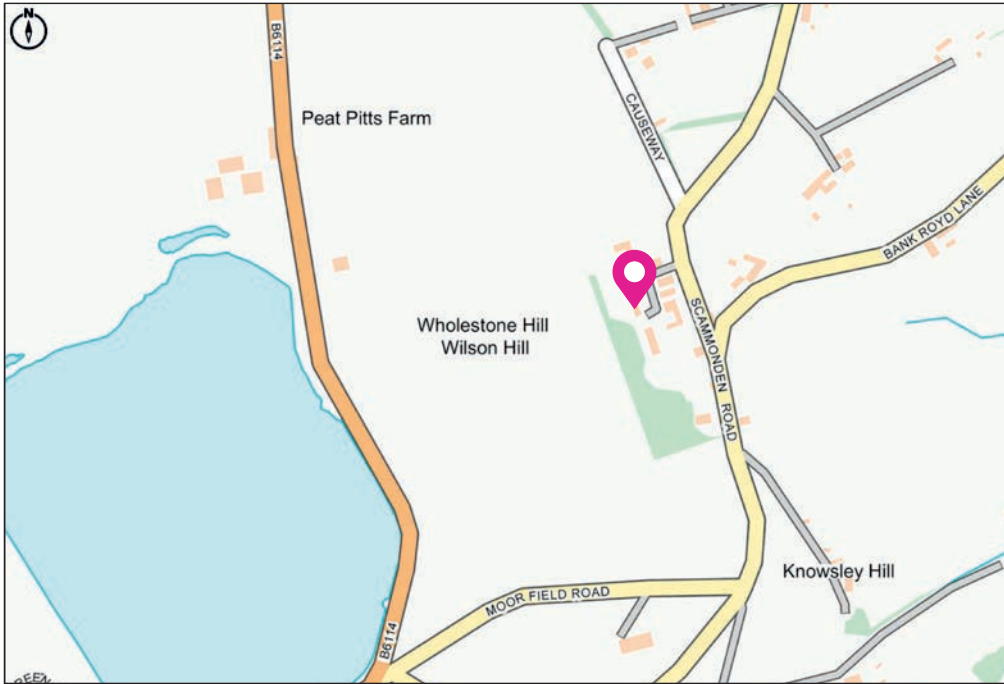 N
B6114
Peat Pitts Farm
CAUSEWAY
BANK ROYD LANE
Wholestone Hill
Wilson Hill
SCAMMONDEN ROAD
Knowsley Hill
MOOR FIELD ROAD
B6114
REEN